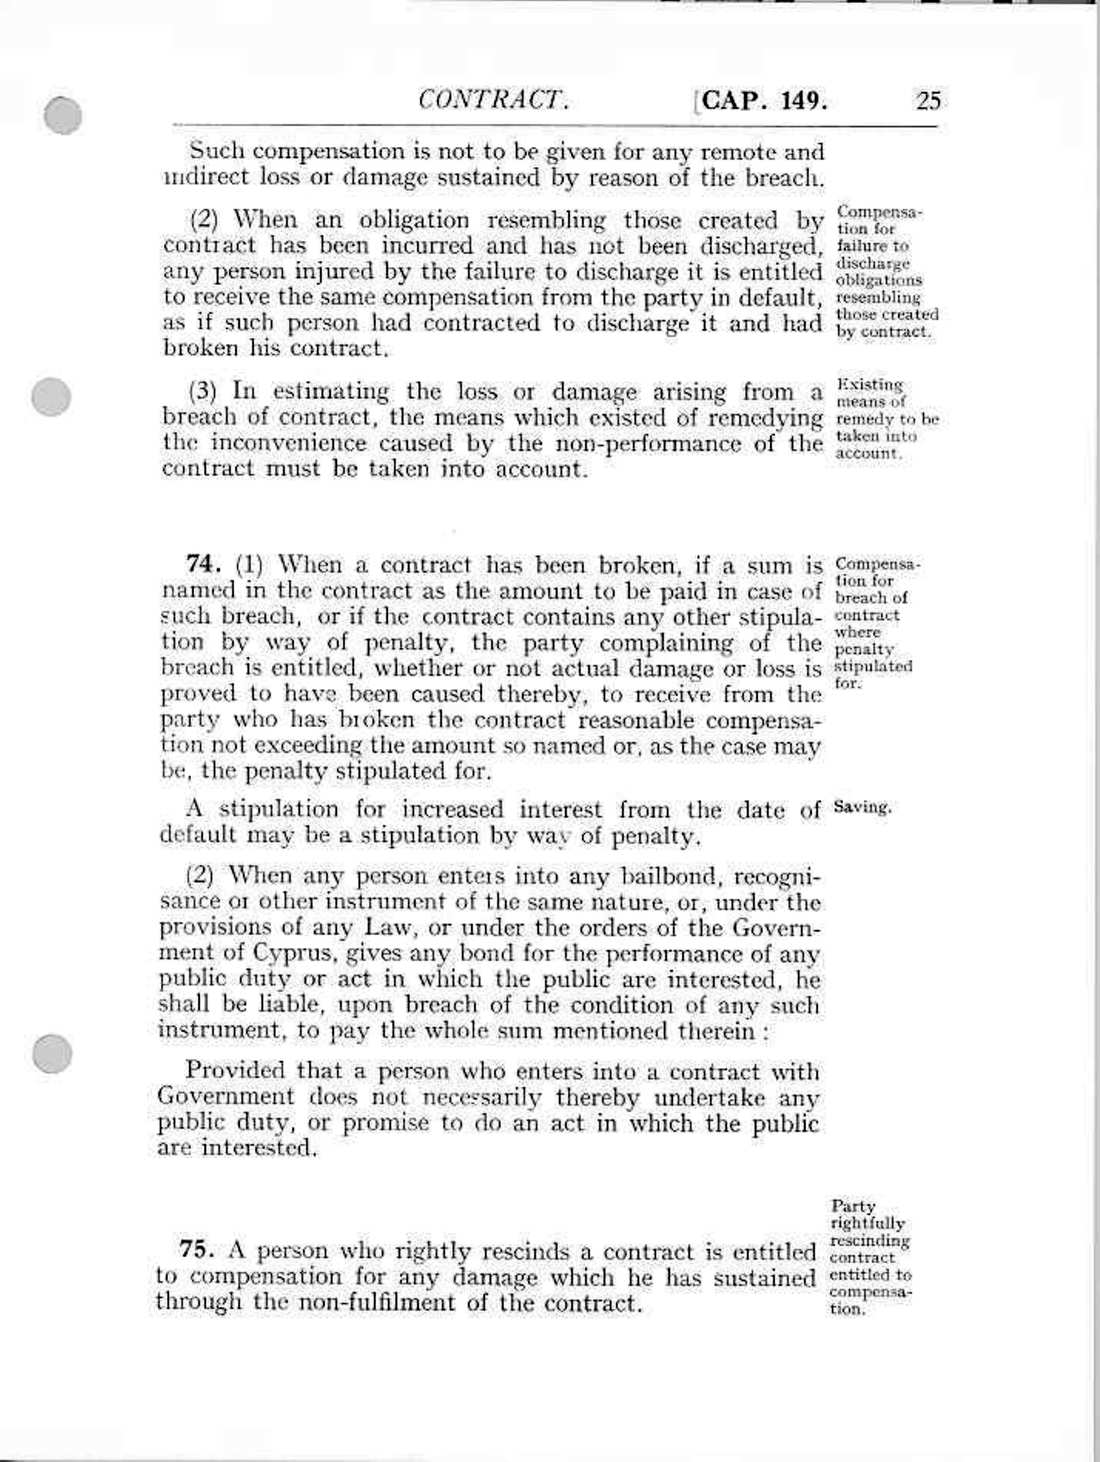 CONTRACT. [CAP. 149. 25
Such compensation is not to be given for any remote and
indirect loss or damage sustained by reason of the breach.
(2) When an obligation resembling those created by
contract has been incurred and has not been discharged,
any person injured by the failure to discharge it is entitled
to receive the same compensation from the party in default,
as if such person had contracted to discharge it and had
broken his contract.
Compensa-
tion for
failure to
discharge
obligations
resembling
those created
by contract.
(3) In estimating the loss or damage arising from a
breach of contract, the means which existed of remedying
the inconvenience caused by the non-performance of the
contract must be taken into account.
Existing
means of
remedy to be
taken into
account.
74. (1) When a contract has been broken, if a sum is
named in the contract as the amount to be paid in case of
such breach, or if the contract contains any other stipula-
tion by way of penalty, the party complaining of the
breach is entitled, whether or not actual damage or loss is
proved to have been caused thereby, to receive from the
party who has broken the contract reasonable compensa-
tion not exceeding the amount so named or, as the case may
be, the penalty stipulated for.
Compensa-
tion for
breach of
contract
where
penalty
stipulated
for.
A stipulation for increased interest from the date of
default may be a stipulation by way of penalty.
Saving.
(2) When any person enters into any bailbond, recogni-
sance or other instrument of the same nature, or, under the
provisions of any Law, or under the orders of the Govern-
ment of Cyprus, gives any bond for the performance of any
public duty or act in which the public are interested, he
shall be liable, upon breach of the condition of any such
instrument, to pay the whole sum mentioned therein :
Provided that a person who enters into a contract with
Government does not necessarily thereby undertake any
public duty, or promise to do an act in which the public
are interested.
75. A person who rightly rescinds a contract is entitled
to compensation for any damage which he has sustained
through the non-fulfilment of the contract.
Party
rightfully
rescinding
contract
entitled to
compensa-
tion.